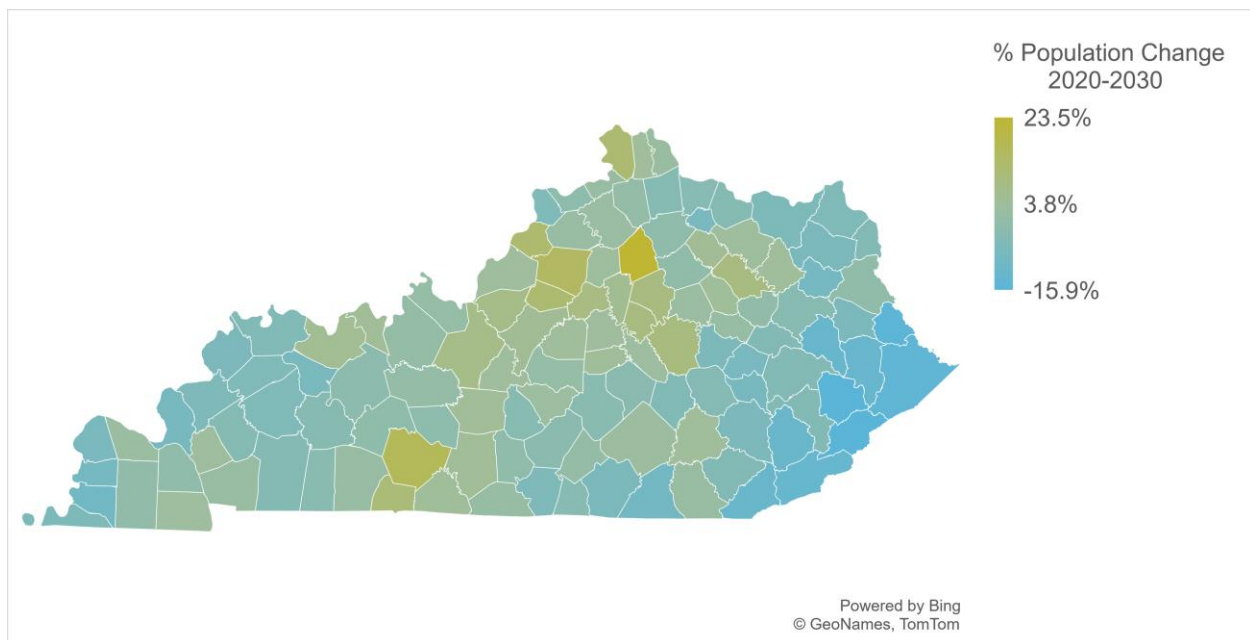 % Population Change
2020-2030
23.5%
3.8%
-15.9%
Powered by Bing
© GeoNames, TomTom